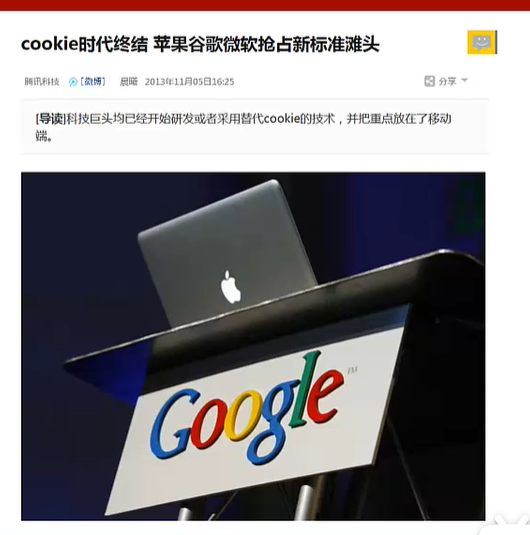 cookie时代终结 苹果谷歌微软抢占新标准滩头
腾讯科技 [微博] 晨曦 2013年11月05日16:25 分享
[导读]科技巨头均已经开始研发或者采用替代cookie的技术，并把重点放在了移动
端。
Google™